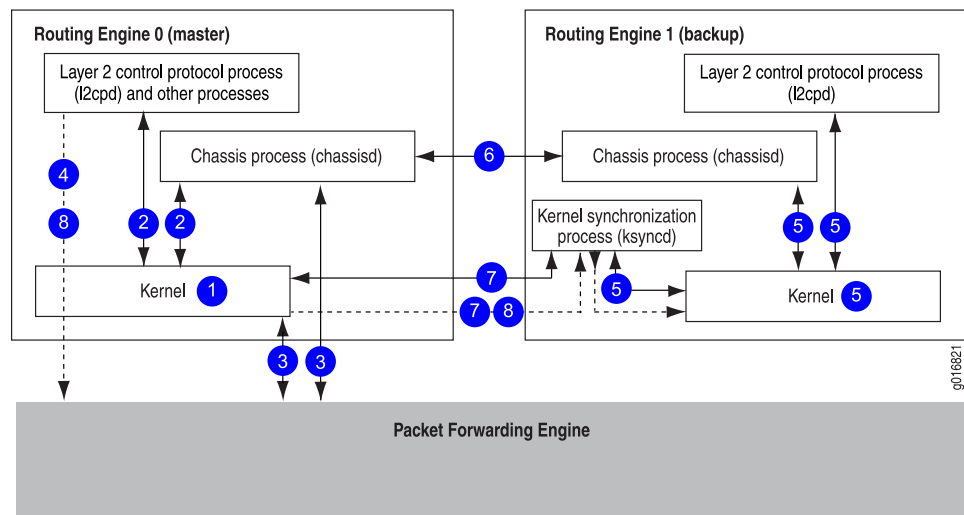 Routing Engine 0 (master)
Layer 2 control protocol process
(l2cpd) and other processes
Chassis process (chassisd)
4
8
2
2
Kernel
1
3
3
6
7
7
8
Routing Engine 1 (backup)
Layer 2 control protocol process
(l2cpd)
Chassis process (chassisd)
Kernel synchronization
process (ksyncd)
5
5
5
Kernel
5
g016821
Packet Forwarding Engine